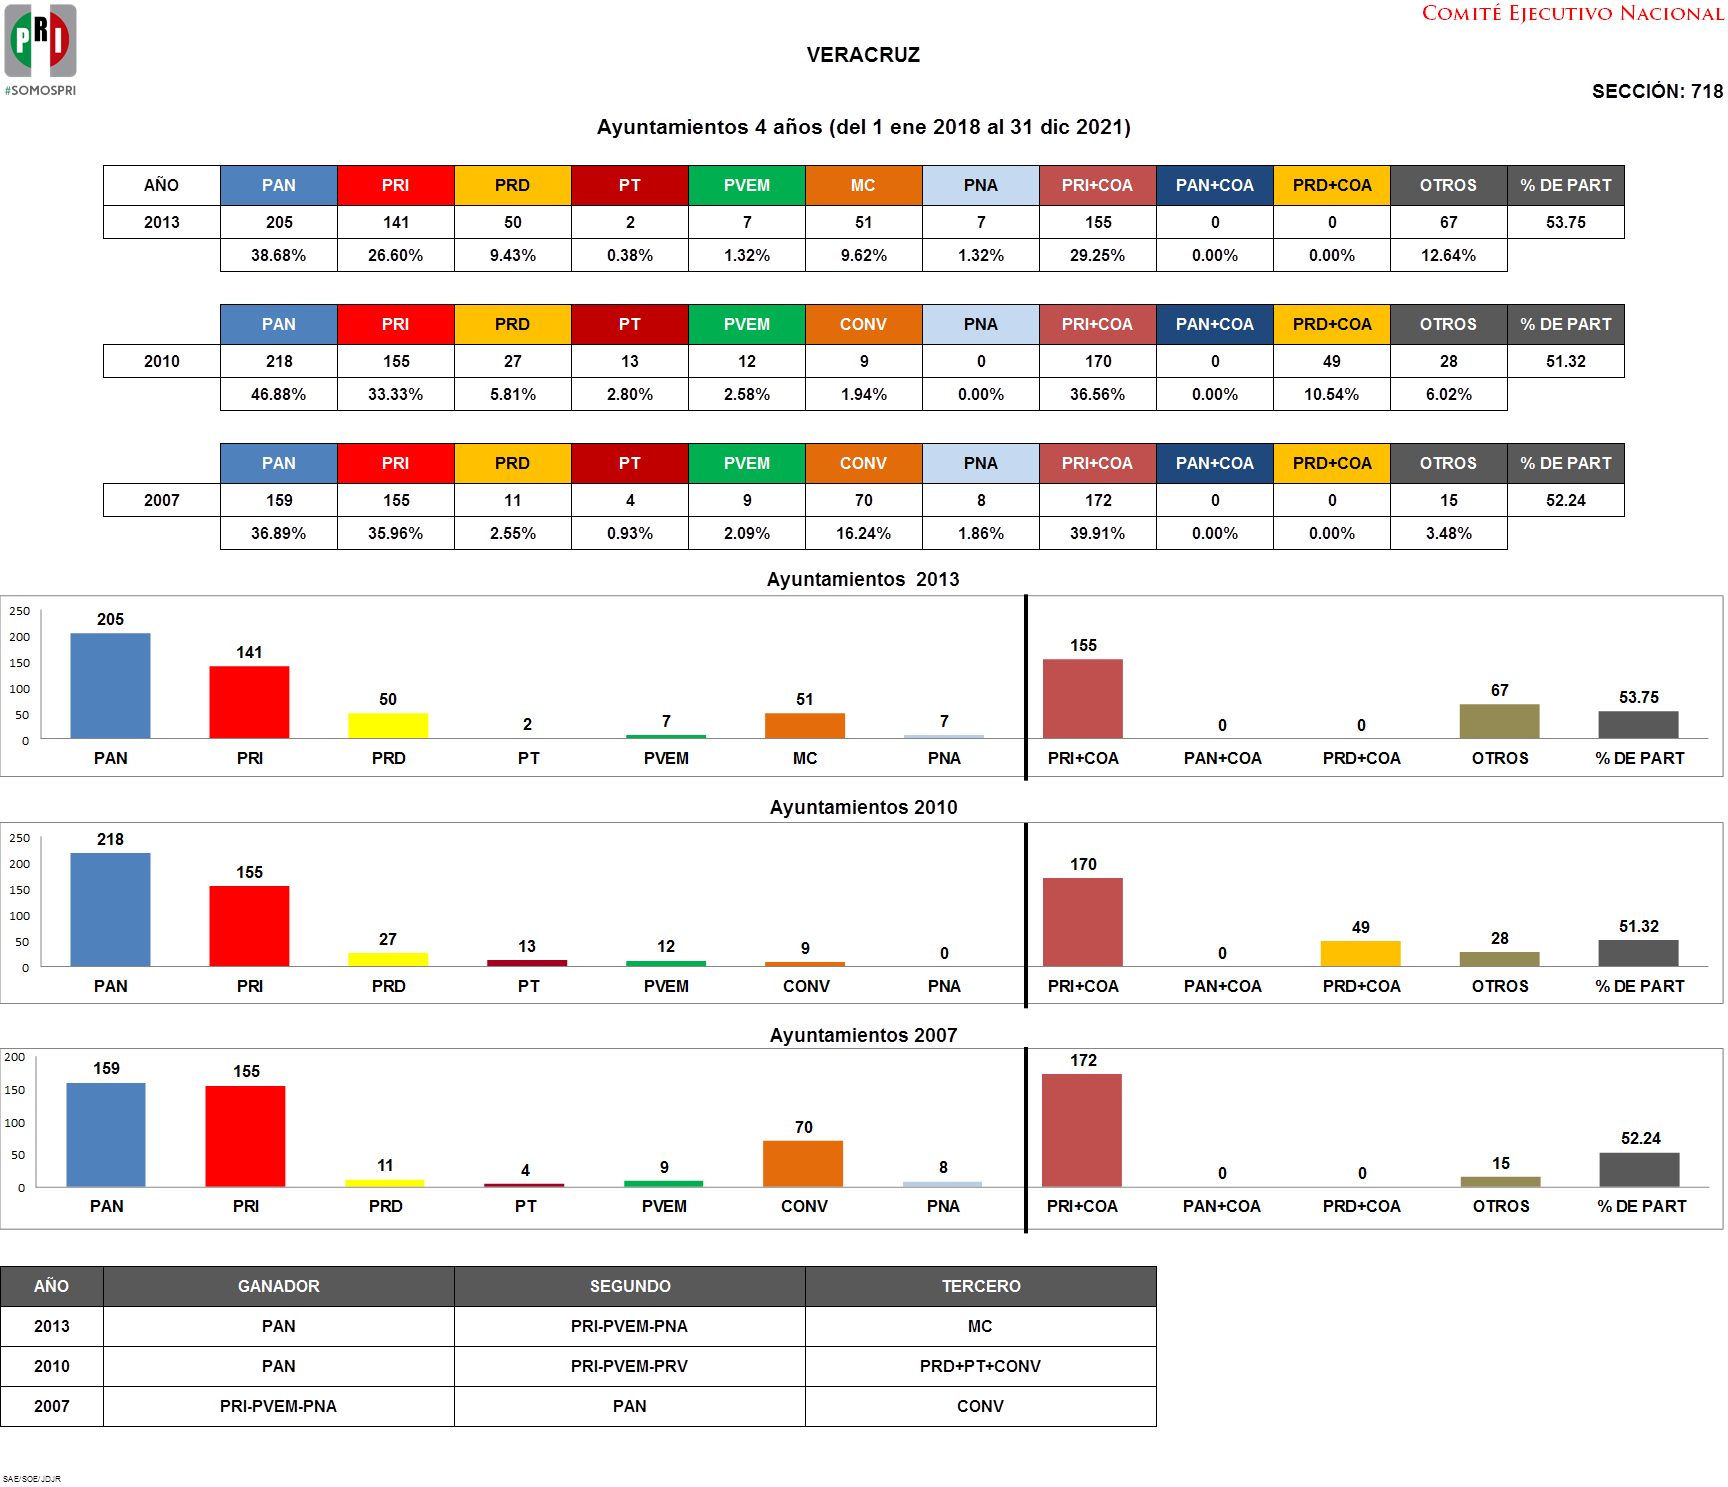 COMITÉ EJECUTIVO NACIONAL
PRI
#SOMOSPRI
VERACRUZ
SECCIÓN: 718
Ayuntamientos 4 años (del 1 ene 2018 al 31 dic 2021)
AÑO PAN PRI PRD PT PVEM MC PNA PRI+COA PAN+COA PRD+COA OTROS % DE PART
2013 205 141 50 2 7 51 7 155 0 0 67 53.75
38.68% 26.60% 9.43% 0.38% 1.32% 9.62% 1.32% 29.25% 0.00% 0.00% 12.64%
PAN PRI PRD PT PVEM CONV PNA PRI+COA PAN+COA PRD+COA OTROS % DE PART
2010 218 155 27 13 12 9 0 170 0 49 28 51.32
46.88% 33.33% 5.81% 2.80% 2.58% 1.94% 0.00% 36.56% 0.00% 10.54% 6.02%
PAN PRI PRD PT PVEM CONV PNA PRI+COA PAN+COA PRD+COA OTROS % DE PART
2007 159 155 11 4 9 70 8 172 0 0 15 52.24
36.89% 35.96% 2.55% 0.93% 2.09% 16.24% 1.86% 39.91% 0.00% 0.00% 3.48%
Ayuntamientos 2013
250
200
150
100
50
0
205 141 50 2 7 51 7 155 0 0 67 53.75
PAN PRI PRD PT PVEM MC PNA PRI+COA PAN+COA PRD+COA OTROS % DE PART
Ayuntamientos 2010
250
200
150
100
50
0
218 155 27 13 12 9 0 170 0 49 28 51.32
PAN PRI PRD PT PVEM CONV PNA PRI+COA PAN+COA PRD+COA OTROS % DE PART
Ayuntamientos 2007
200
150
100
50
0
159 155 11 4 9 70 8 172 0 0 15 52.24
PAN PRI PRD PT PVEM CONV PNA PRI+COA PAN+COA PRD+COA OTROS % DE PART
AÑO GANADOR SEGUNDO TERCERO
2013 PAN PRI-PVEM-PNA MC
2010 PAN PRI-PVEM-PRV PRD+PT+CONV
2007 PRI-PVEM-PNA PAN CONV
SAE/SOE/JDJR